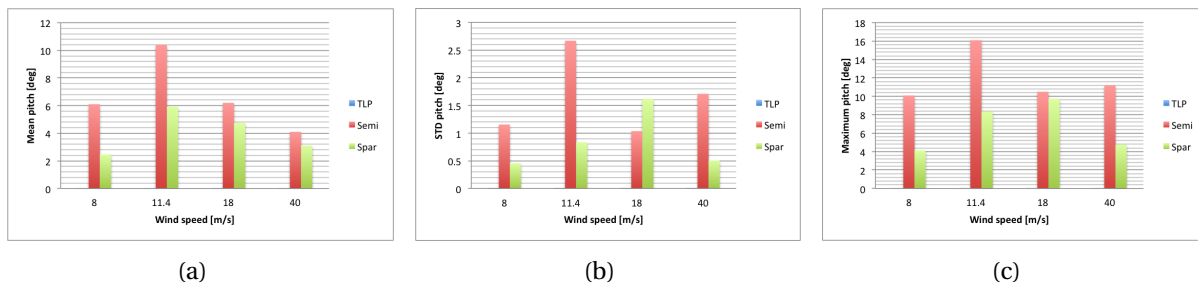 12
10
8
6
4
2
0
Mean pitch [deg]
8 11.4 18 40
Wind speed [m/s]
TLP
Semi
Spar
(a)
3
2.5
2
1.5
1
0.5
0
STD pitch [deg]
8 11.4 18 40
Wind speed [m/s]
TLP
Semi
Spar
(b)
18
16
14
12
10
8
6
4
2
0
Maximum pitch [deg]
8 11.4 18 40
Wind speed [m/s]
TLP
Semi
Spar
(c)